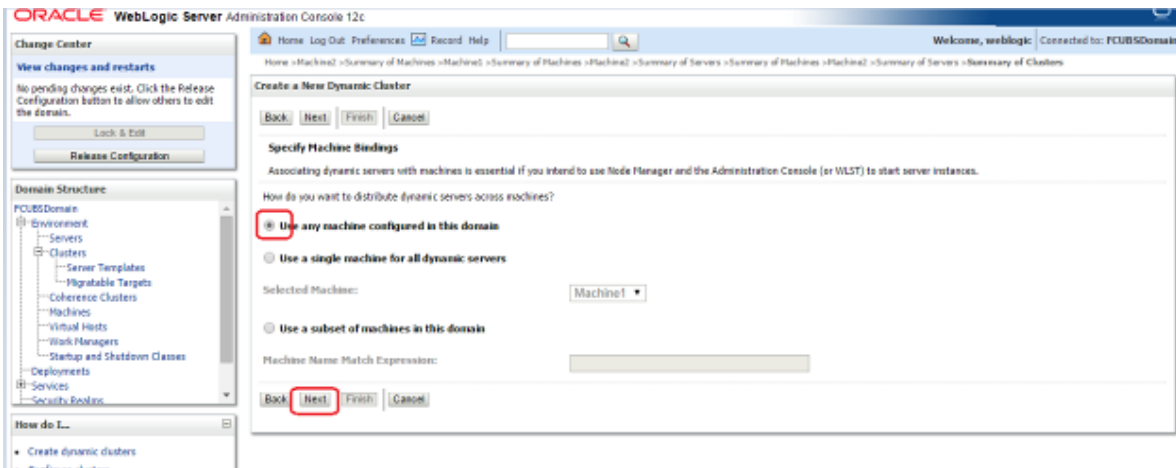 ORACLE WebLogic Server Administration Console 12c
Change Center
View changes and restarts
No pending changes exist. Click the Release
Configuration button to allow others to edit
the domain.
Lock & Edit
Release Configuration
Domain Structure
FCUBSDomain
Environment
Servers
Clusters
Server Templates
Migratable Targets
Coherence Clusters
Machines
Virtual Hosts
Work Managers
Startup and Shutdown Classes
Deployments
Services
Security Realms
How do I...
Create dynamic clusters
Configure clusters
Home Log Out Preferences Record Help
Welcome, weblogic Connected to: FCUBSDomain
Home >Machine2 >Summary of Machines >Machine1 >Summary of Machines >Machine2 >Summary of Servers >Summary of Machines >Machine2 >Summary of Servers >Summary of Clusters
Create a New Dynamic Cluster
Back Next Finish Cancel
Specify Machine Bindings
Associating dynamic servers with machines is essential if you intend to use Node Manager and the Administration Console (or WLST) to start server instances.
How do you want to distribute dynamic servers across machines?
Use any machine configured in this domain
Use a single machine for all dynamic servers
Selected Machine: Machine1
Use a subset of machines in this domain
Machine Name Match Expression:
Back Next Finish Cancel